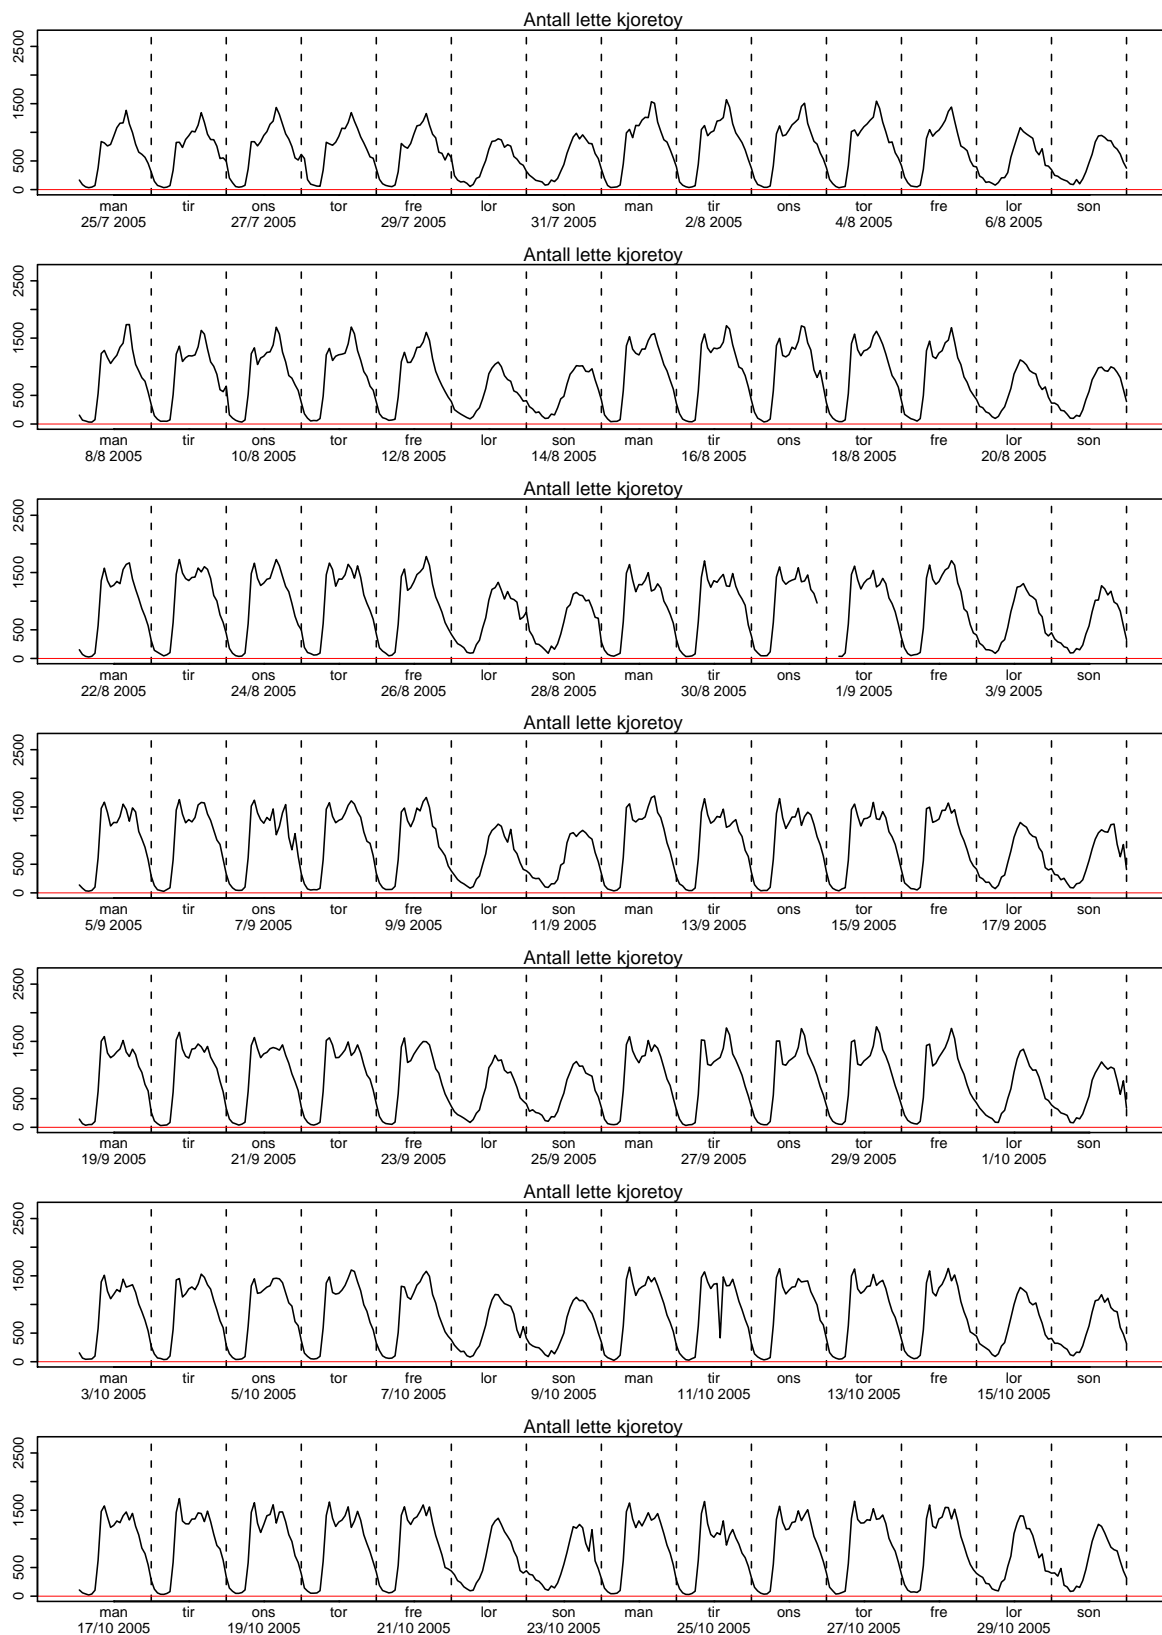 Antall lette kjoretoy
0 500 1500 2500
man tir ons tor fre lor son man tir ons tor fre lor son
25/7 2005 27/7 2005 29/7 2005 31/7 2005 2/8 2005 4/8 2005 6/8 2005
Antall lette kjoretoy
0 500 1500 2500
man tir ons tor fre lor son man tir ons tor fre lor son
8/8 2005 10/8 2005 12/8 2005 14/8 2005 16/8 2005 18/8 2005 20/8 2005
Antall lette kjoretoy
0 500 1500 2500
man tir ons tor fre lor son man tir ons tor fre lor son
22/8 2005 24/8 2005 26/8 2005 28/8 2005 30/8 2005 1/9 2005 3/9 2005
Antall lette kjoretoy
0 500 1500 2500
man tir ons tor fre lor son man tir ons tor fre lor son
5/9 2005 7/9 2005 9/9 2005 11/9 2005 13/9 2005 15/9 2005 17/9 2005
Antall lette kjoretoy
0 500 1500 2500
man tir ons tor fre lor son man tir ons tor fre lor son
19/9 2005 21/9 2005 23/9 2005 25/9 2005 27/9 2005 29/9 2005 1/10 2005
Antall lette kjoretoy
0 500 1500 2500
man tir ons tor fre lor son man tir ons tor fre lor son
3/10 2005 5/10 2005 7/10 2005 9/10 2005 11/10 2005 13/10 2005 15/10 2005
Antall lette kjoretoy
0 500 1500 2500
man tir ons tor fre lor son man tir ons tor fre lor son
17/10 2005 19/10 2005 21/10 2005 23/10 2005 25/10 2005 27/10 2005 29/10 2005